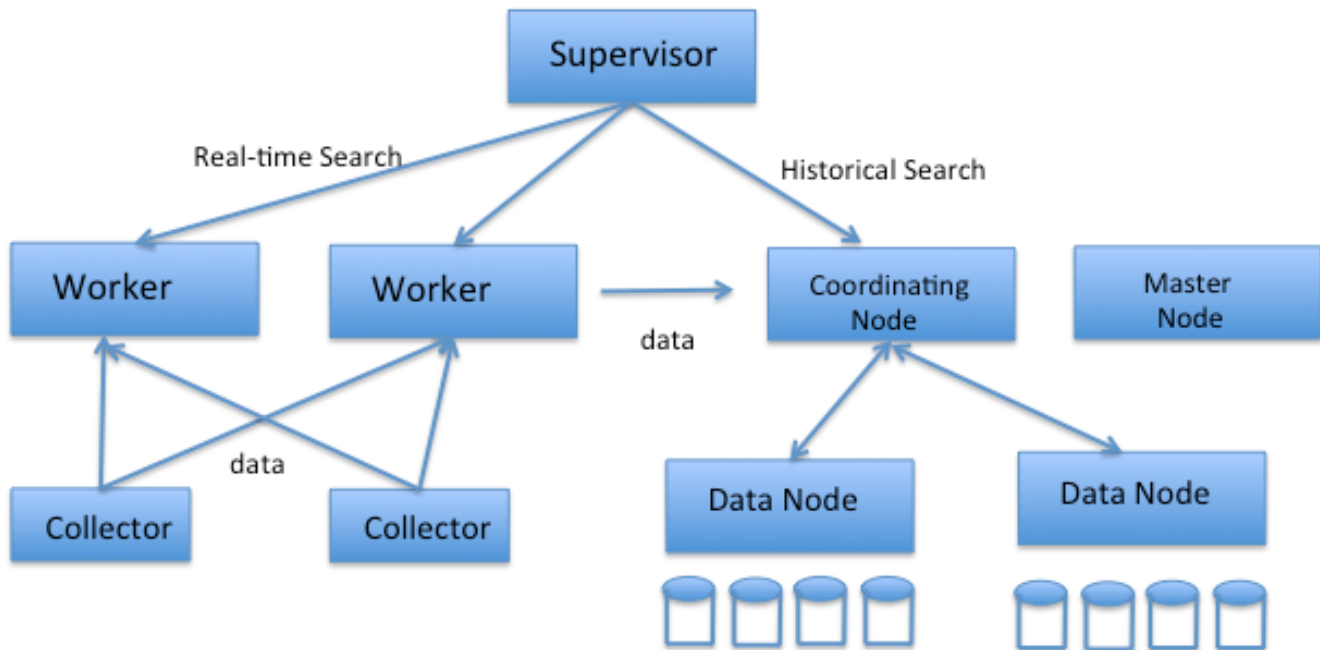 Supervisor
Real-time Search
Historical Search
Worker
Worker
Coordinating
Node
Master
Node
data
data
Collector
Collector
Data Node
Data Node